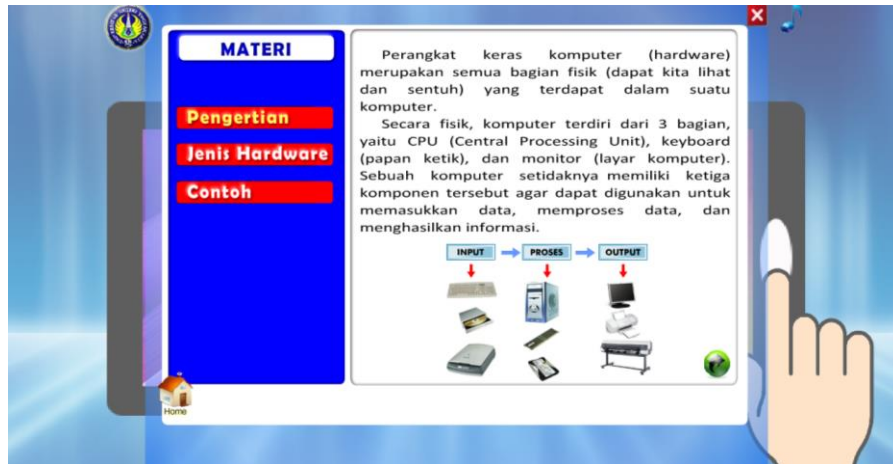 MATERI
Pengertian
Jenis Hardware
Contoh
Perangkat keras komputer (hardware)
merupakan semua bagian fisik (dapat kita lihat
dan sentuh) yang terdapat dalam suatu
komputer.
Secara fisik, komputer terdiri dari 3 bagian,
yaitu CPU (Central Processing Unit), keyboard
(papan ketik), dan monitor (layar komputer).
Sebuah komputer setidaknya memiliki ketiga
komponen tersebut agar dapat digunakan untuk
memasukkan data, memproses data, dan
menghasilkan informasi.
INPUT PROSES OUTPUT
Home